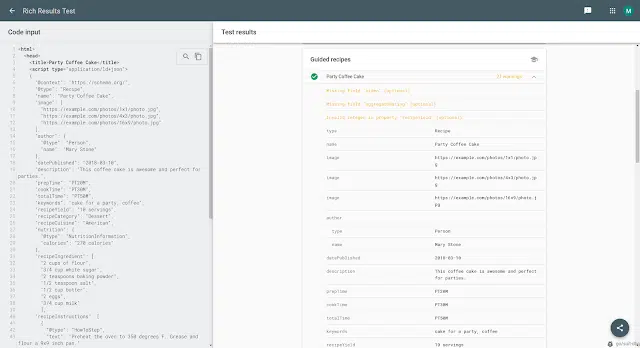 Rich Results Test
M
Code input
<html>
<head>
<title>Party Coffee Cake</title>
<script type="application/ld+json">
{
"@context": "https://schema.org/",
"@type": "Recipe",
"name": "Party Coffee Cake",
"image": [
"https://example.com/photos/1x1/photo.jpg",
"https://example.com/photos/4x3/photo.jpg",
"https://example.com/photos/16x9/photo.jpg"
],
"author": {
"@type": "Person",
"name": "Mary Stone"
},
"datePublished": "2018-03-10",
"description": "This coffee cake is awesome and perfect for
parties.",
"prepTime": "PT20M",
"cookTime": "PT30M",
"totalTime": "PT50M",
"keywords": "cake for a party, coffee",
"recipeYield": "10 servings",
"recipeCategory": "Dessert",
"recipeCuisine": "American",
"nutrition": {
"@type": "NutritionInformation",
"calories": "270 calories"
},
"recipeIngredient": [
"2 cups of flour",
"3/4 cup white sugar",
"2 teaspoons baking powder",
"1/2 teaspoon salt",
"1/2 cup butter",
"2 eggs",
"3/4 cup milk"
],
"recipeInstructions": [
{
"@type": "HowToStep",
"text": "Preheat the oven to 350 degrees F. Grease and
flour a 9x9 inch pan."
Test results
Guided recipes
Party Coffee Cake
warnings
Missing field "video" (optional)
Missing field "aggregateRating" (optional)
(optional)
type Recipe
name Party Coffee Cake
image https://example.com/photos/1x1/photo.jp
g
image https://example.com/photos/4x3/photo.jp
g
image https://example.com/photos/16x9/photo.j
pg
author
type Person
name Mary Stone
datePublished 2018-03-10
description This coffee cake is awesome and perfect
for parties.
prepTime PT20M
cookTime PT30M
totalTime PT50M
keywords cake for a party, coffee
recipeYield 10 servings